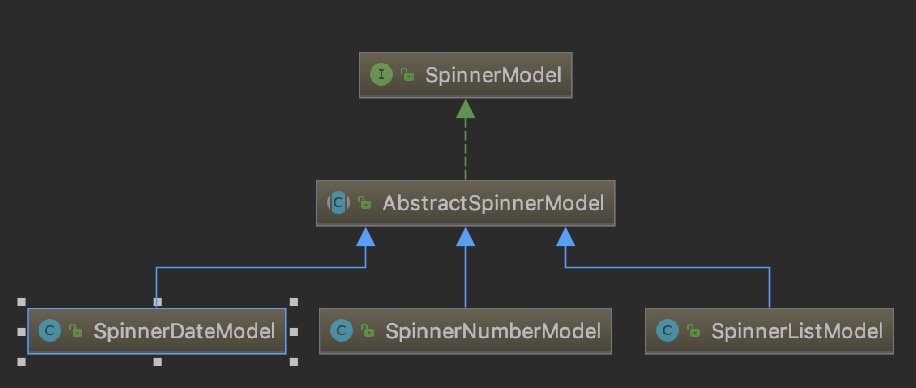 I SpinnerModel
C AbstractSpinnerModel
C SpinnerDateModel
C SpinnerNumberModel
C SpinnerListModel